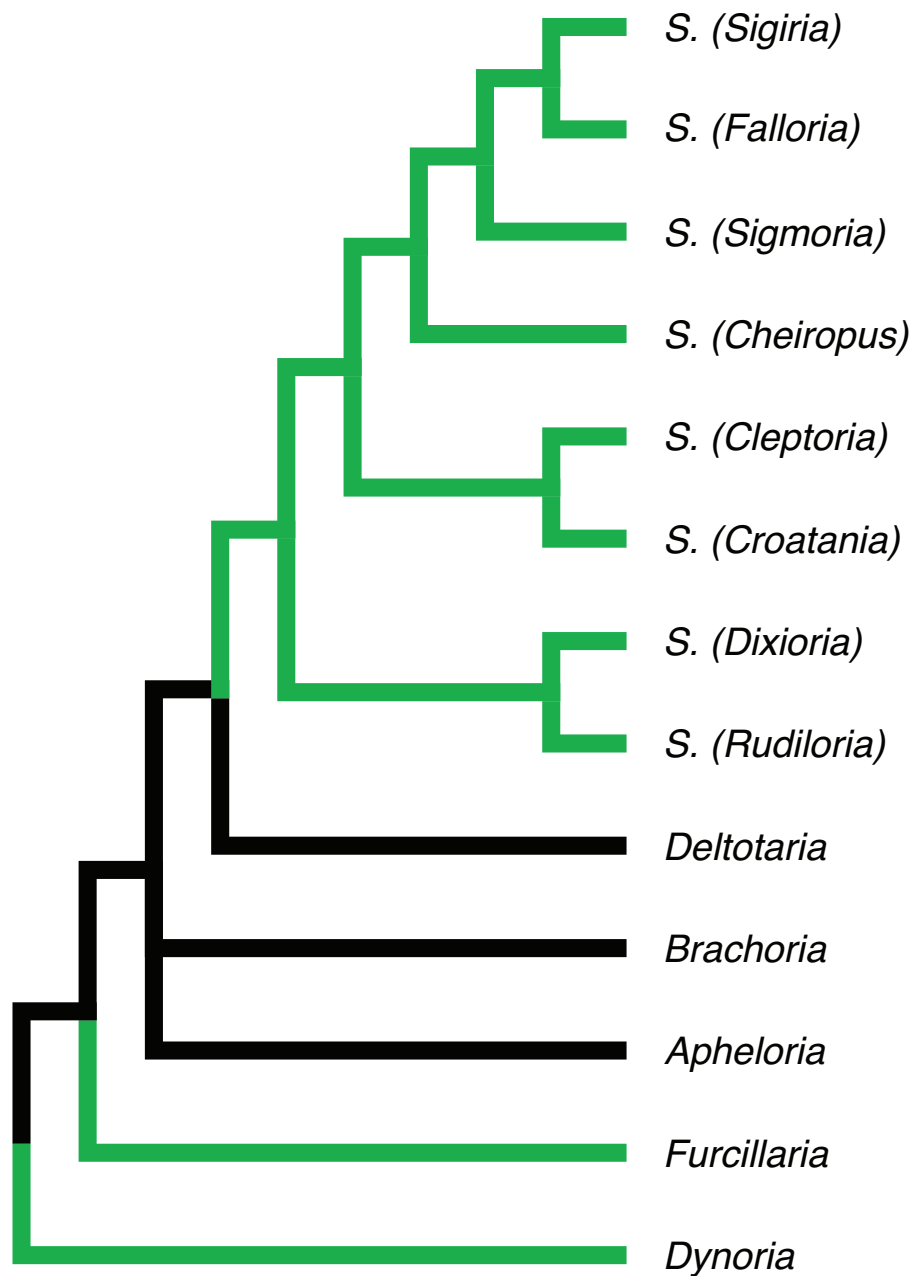 S. (Sigiria)
S. (Falloria)
S. (Sigmoria)
S. (Cheiropus)
S. (Cleptoria)
S. (Croatania)
S. (Dixioria)
S. (Rudiloria)
Deltotaria
Brachoria
Apheloria
Furcillaria
Dynoria